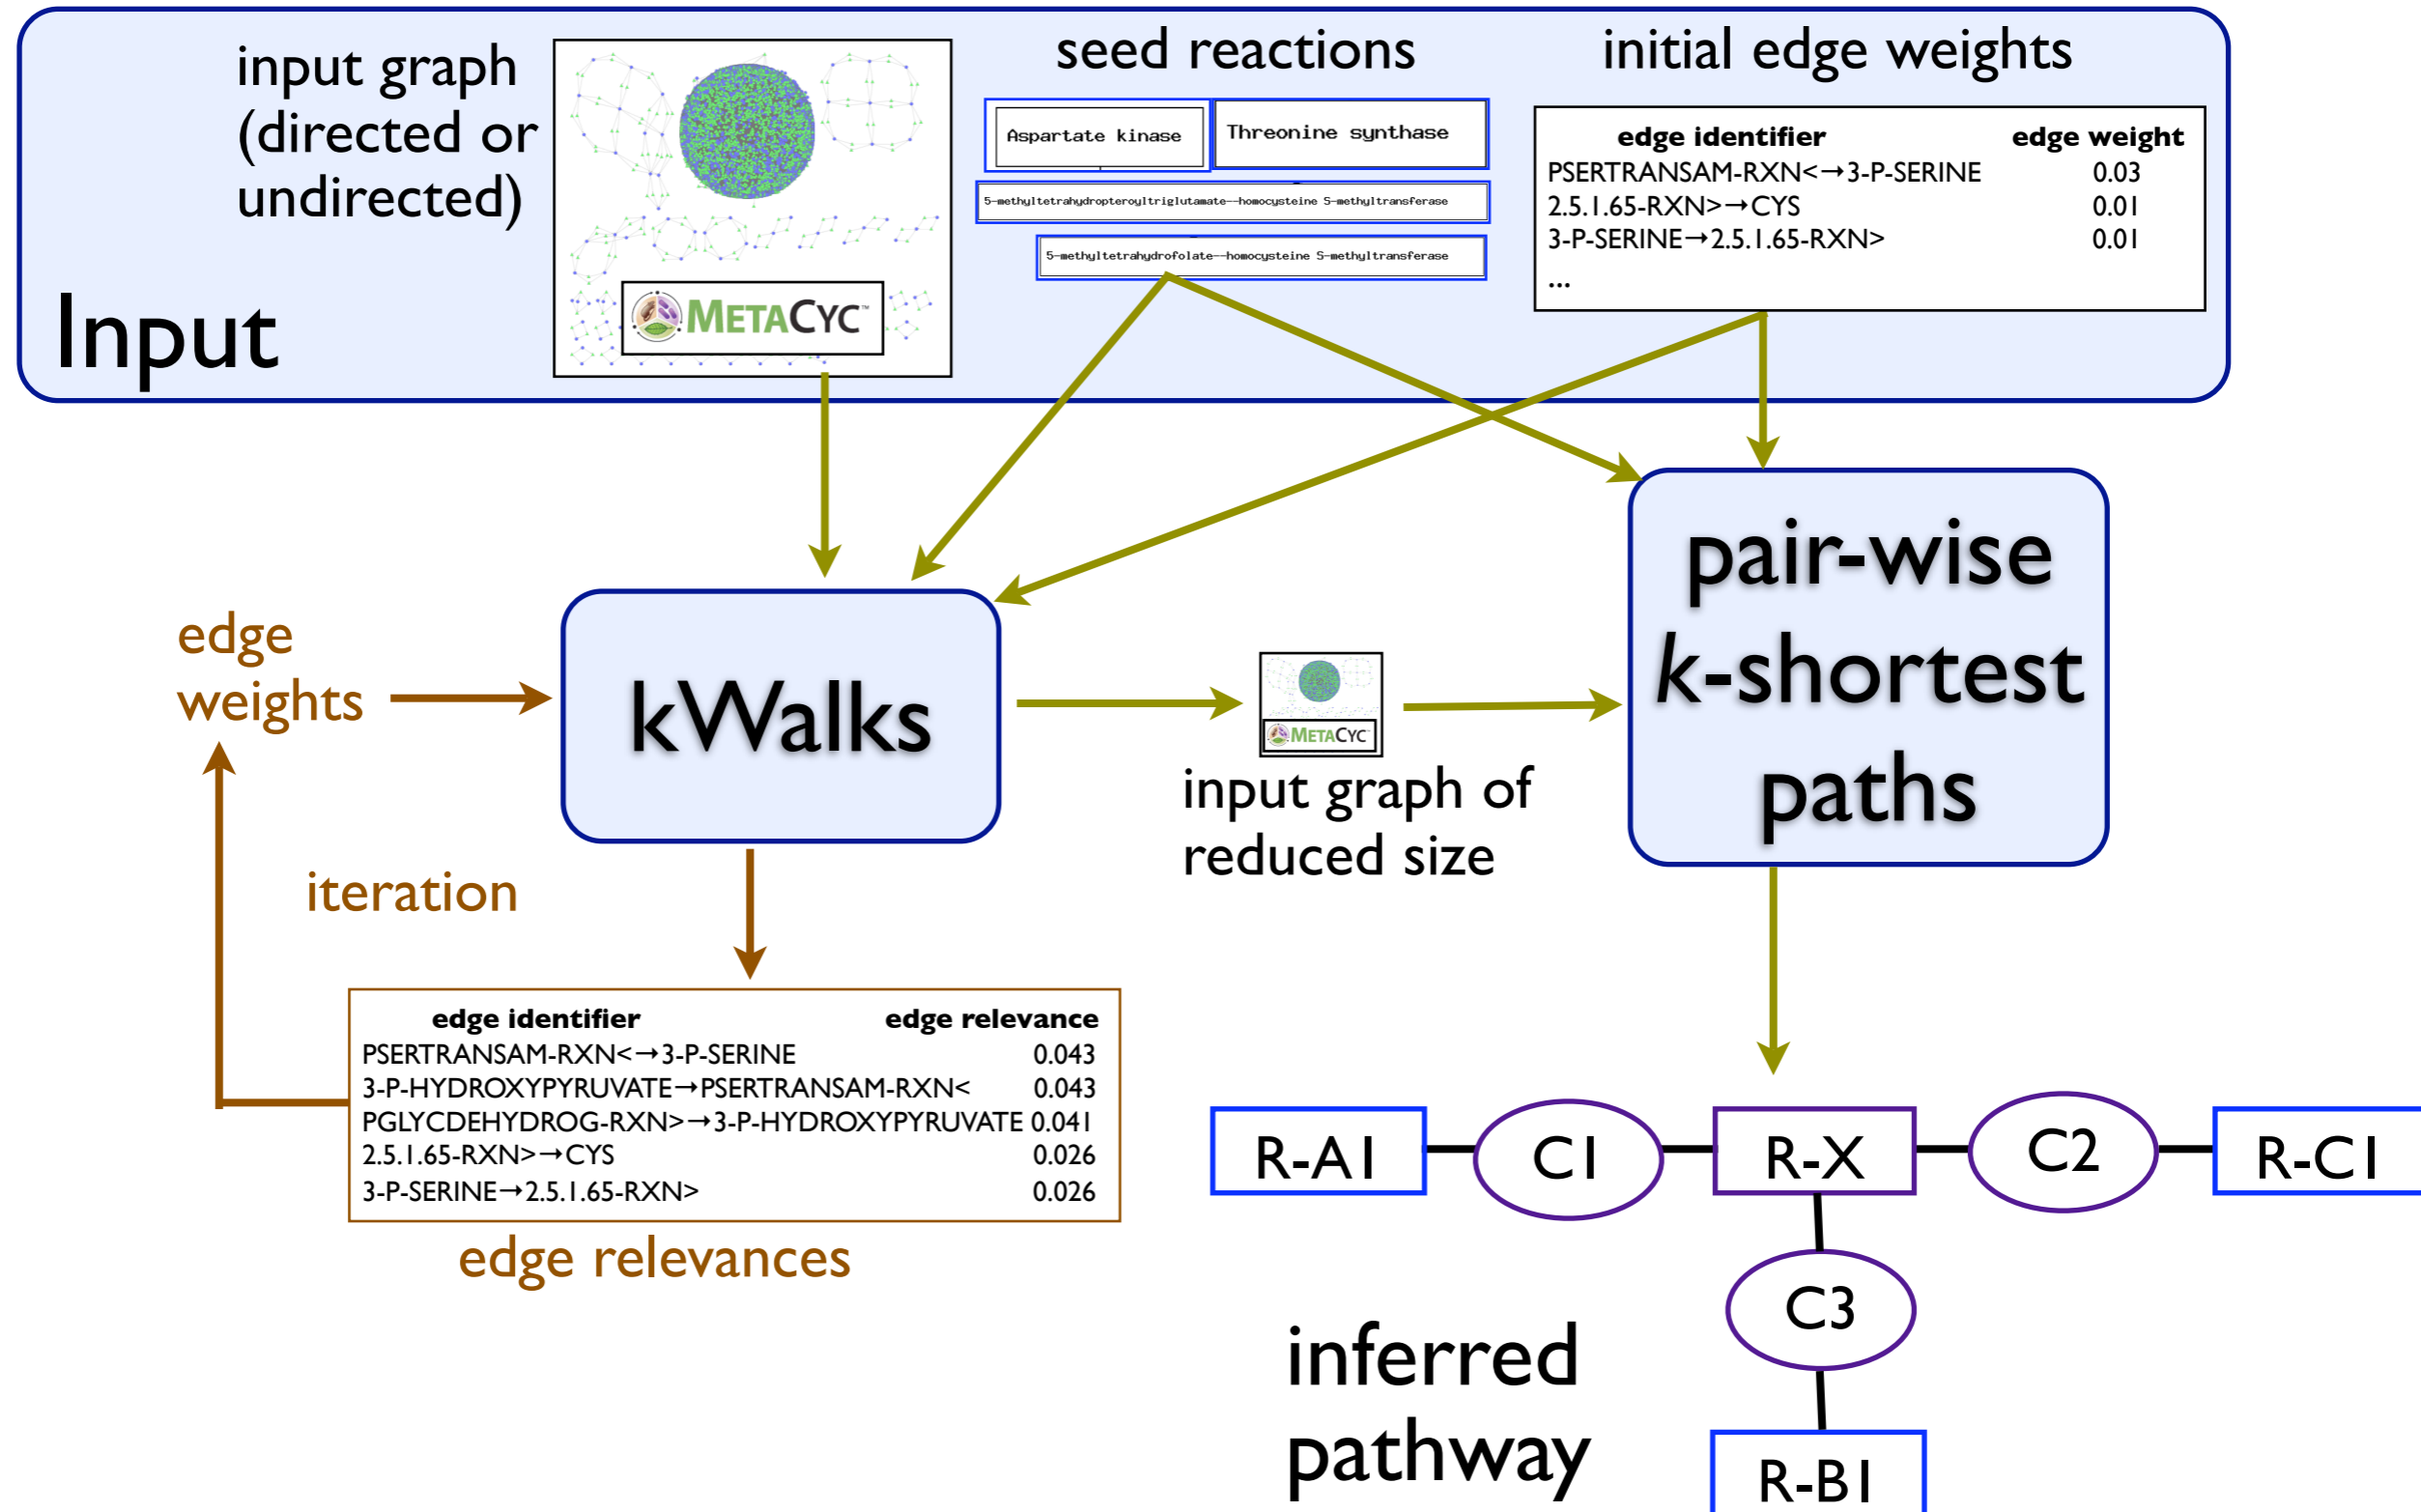 input graph
(directed or
undirected)
Input
METACYC™
seed reactions
Aspartate kinase
Threonine synthase
5-methyltetrahydropteroyltriglutamate--homocysteine S-methyltransferase
5-methyltetrahydrofolate--homocysteine S-methyltransferase
initial edge weights
edge identifier edge weight
PSERTRANSAM-RXN<→3-P-SERINE 0.03
2.5.1.65-RXN>→CYS 0.01
3-P-SERINE→2.5.1.65-RXN> 0.01
...
edge
weights
kWalks
METACYC
input graph of
reduced size
pair-wise
k-shortest
paths
iteration
edge identifier edge relevance
PSERTRANSAM-RXN<→3-P-SERINE 0.043
3-P-HYDROXYPYRUVATE→PSERTRANSAM-RXN< 0.043
PGLYCDEHYDROG-RXN>→3-P-HYDROXYPYRUVATE 0.041
2.5.1.65-RXN>→CYS 0.026
3-P-SERINE→2.5.1.65-RXN> 0.026
edge relevances
R-A1 C1 R-X C2 R-C1
C3
R-B1
inferred
pathway